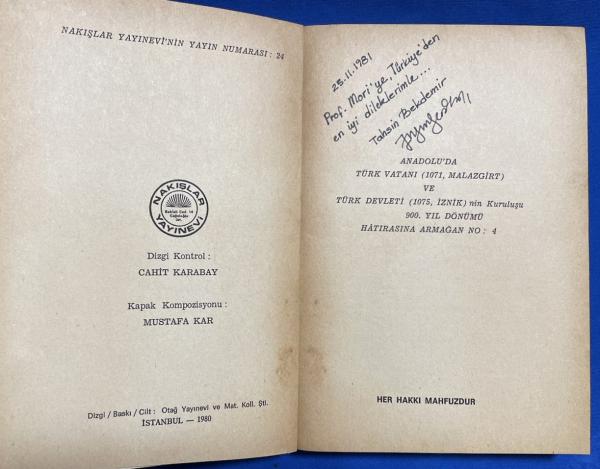 NAKIŞLAR YAYINEVİ'NİN YAYIN NUMARASI : 24
NAKIŞLAR
YAYINEVİ
Dizgi Kontrol :
CAHİT KARABAY
Kapak Kompozisyonu :
MUSTAFA KAR
Dizgi / Baskı / Cilt : Otağ Yayınevi ve Mat. Koll. Şti.
İSTANBUL — 1980
25.11.1981
Prof. Mori'ye, Türkiye'den
en iyi dileklerimle...
Tahsin Bekdemir
ANADOLU'DA
TÜRK VATANI (1071, MALAZGİRT)
VE
TÜRK DEVLETİ (1075, İZNİK) nin Kuruluşu
900. YIL DÖNÜMÜ
HÂTIRASINA ARMAĞAN NO : 4
HER HAKKI MAHFUZDUR